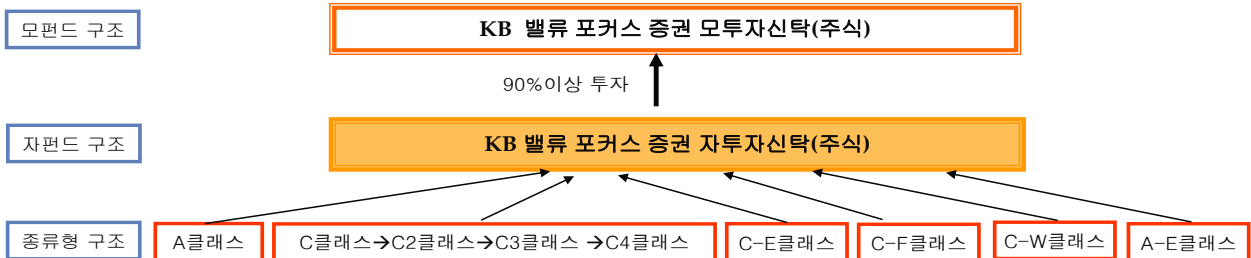 모펀드 구조
KB 밸류 포커스 증권 모투자신탁(주식)
90%이상 투자
자펀드 구조
KB 밸류 포커스 증권 자투자신탁(주식)
종류형 구조
A클래스
C클래스→C2클래스→C3클래스 →C4클래스
C-E클래스
C-F클래스
C-W클래스
A-E클래스